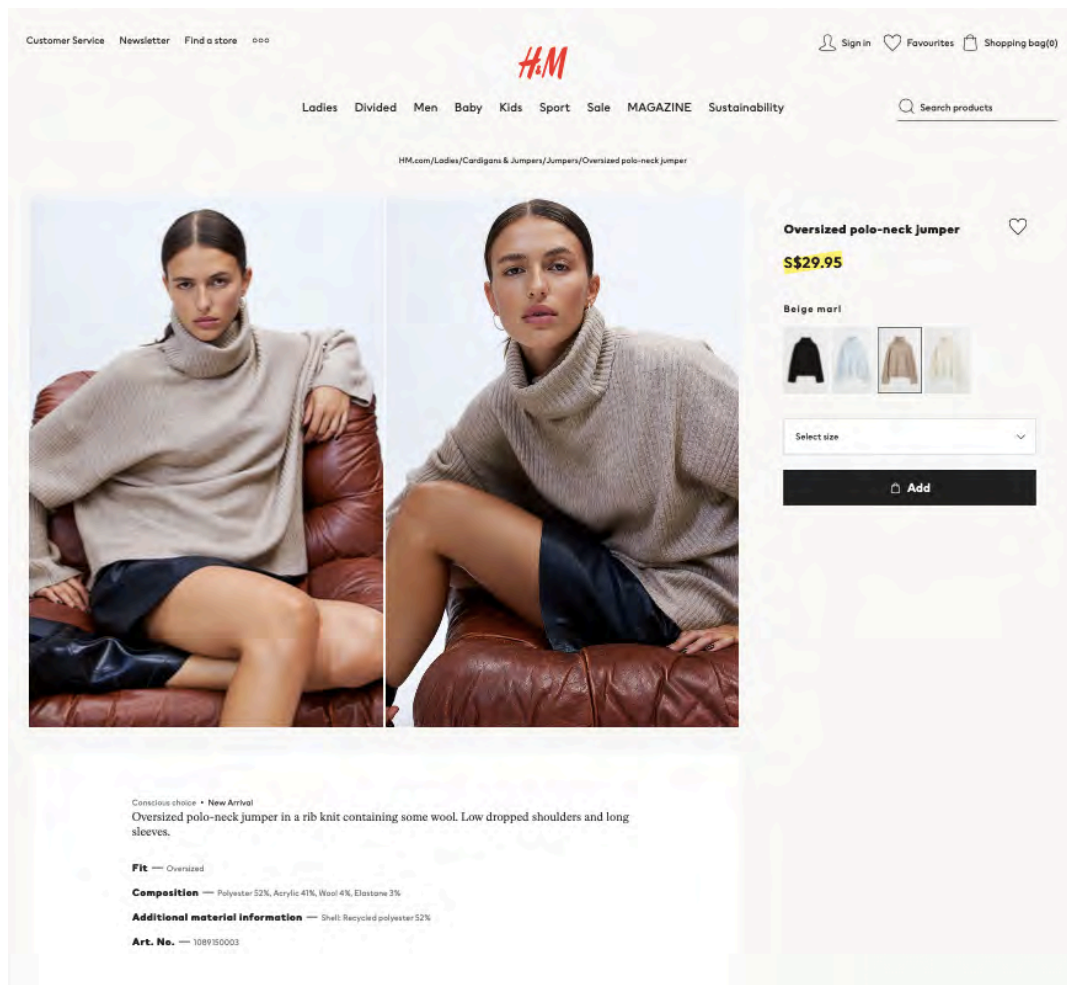 Customer Service Newsletter Find a store ooo
Sign in Favourites Shopping bag(0)
H&M
Ladies Divided Men Baby Kids Sport Sale MAGAZINE Sustainability
Search products
HM.com/Ladies/Cardigans & Jumpers/Jumpers/Oversized polo-neck jumper
Oversized polo-neck jumper
S$29.95
Beige marl
Select size
Add
Conscious choice • New Arrival
Oversized polo-neck jumper in a rib knit containing some wool. Low dropped shoulders and long
sleeves.
Fit — Oversized
Composition — Polyester 52%, Acrylic 41%, Wool 4%, Elastane 3%
Additional material information — Shell: Recycled polyester 52%
Art. No. — 1089150003